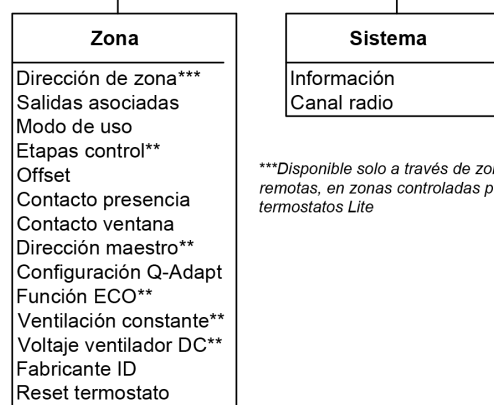 Zona
Dirección de zona***
Salidas asociadas
Modo de uso
Etapas control**
Offset
Contacto presencia
Contacto ventana
Dirección maestro**
Configuración Q-Adapt
Función ECO**
Ventilación constante**
Voltaje ventilador DC**
Fabricante ID
Reset termostato
Sistema
Información
Canal radio
***Disponible solo a través de
remotas, en zonas controladas
termostatos Lite